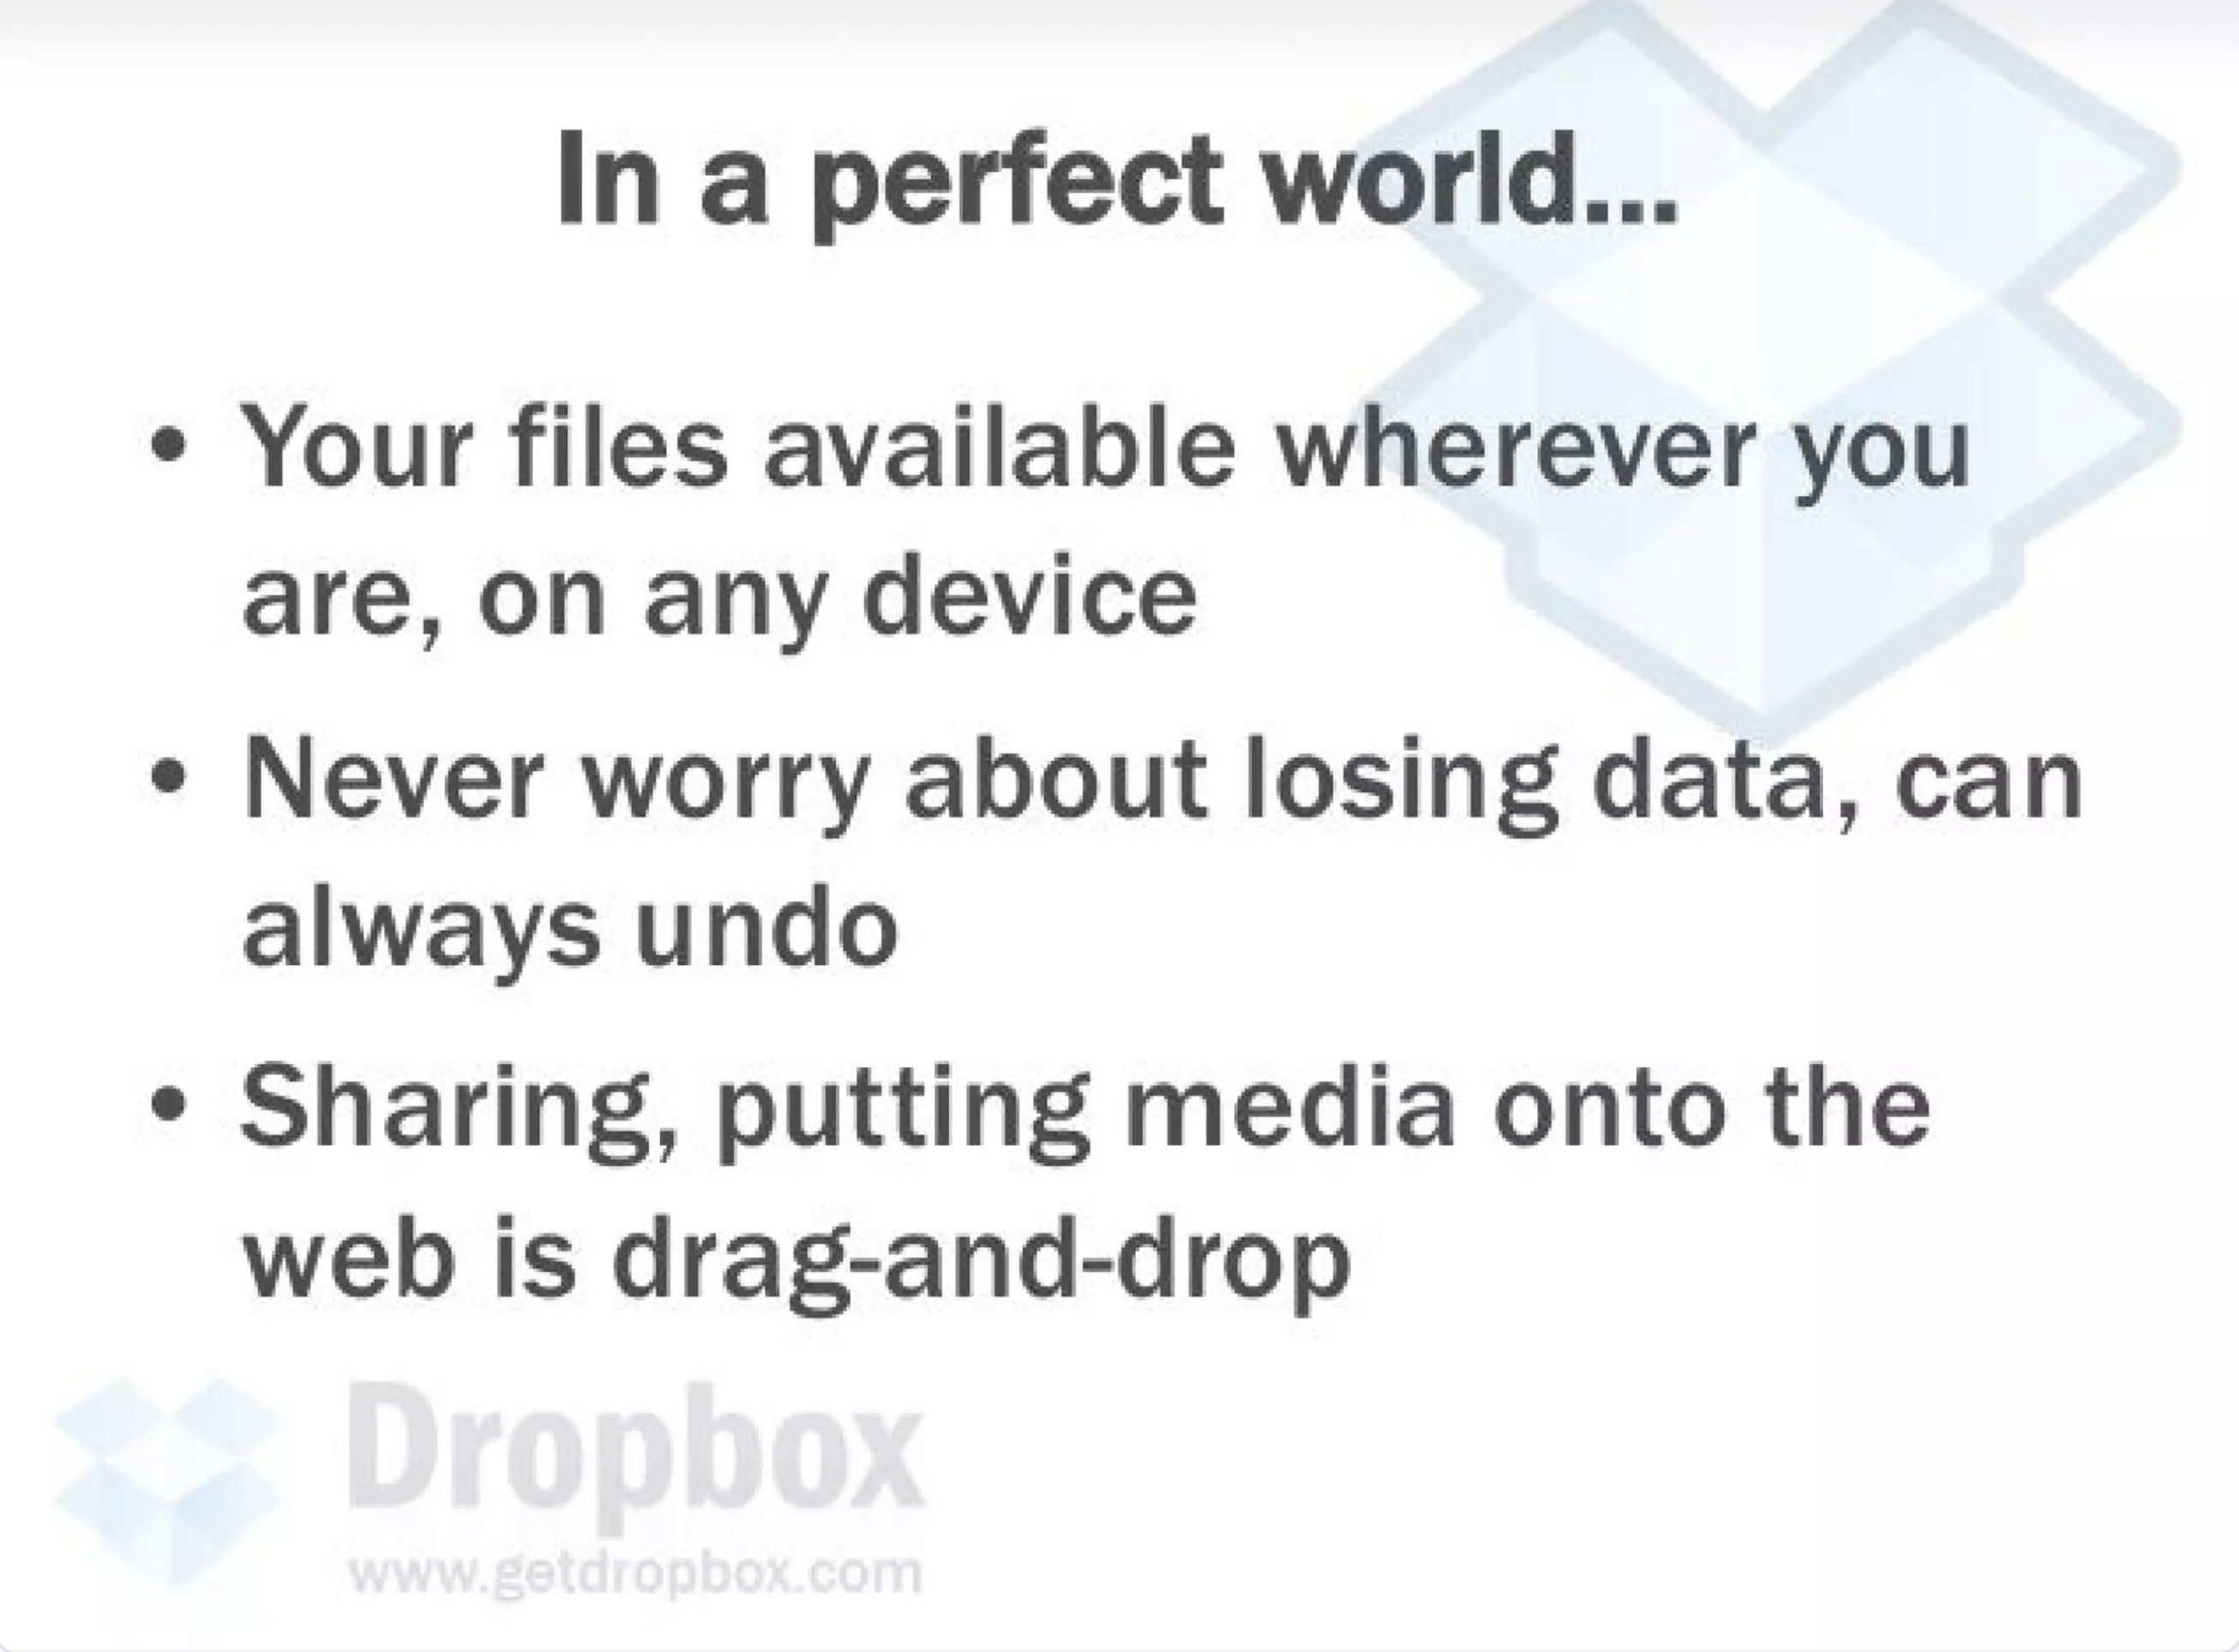 In a perfect world...
• Your files available wherever you
are, on any device
• Never worry about losing data, can
always undo
• Sharing, putting media onto the
web is drag-and-drop
Dropbox
www.getdropbox.com